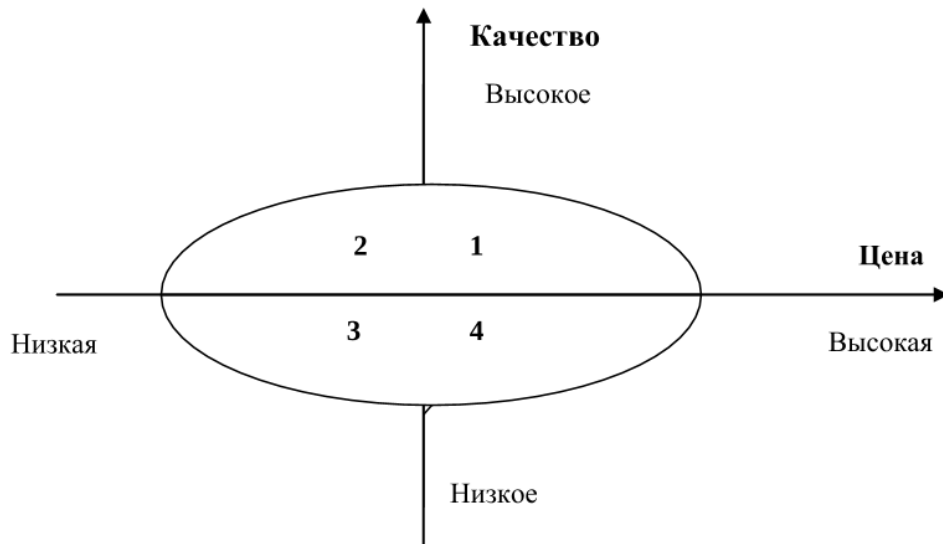 Качество
Высокое
2 1
Цена
3 4
Низкая
Высокая
Низкое